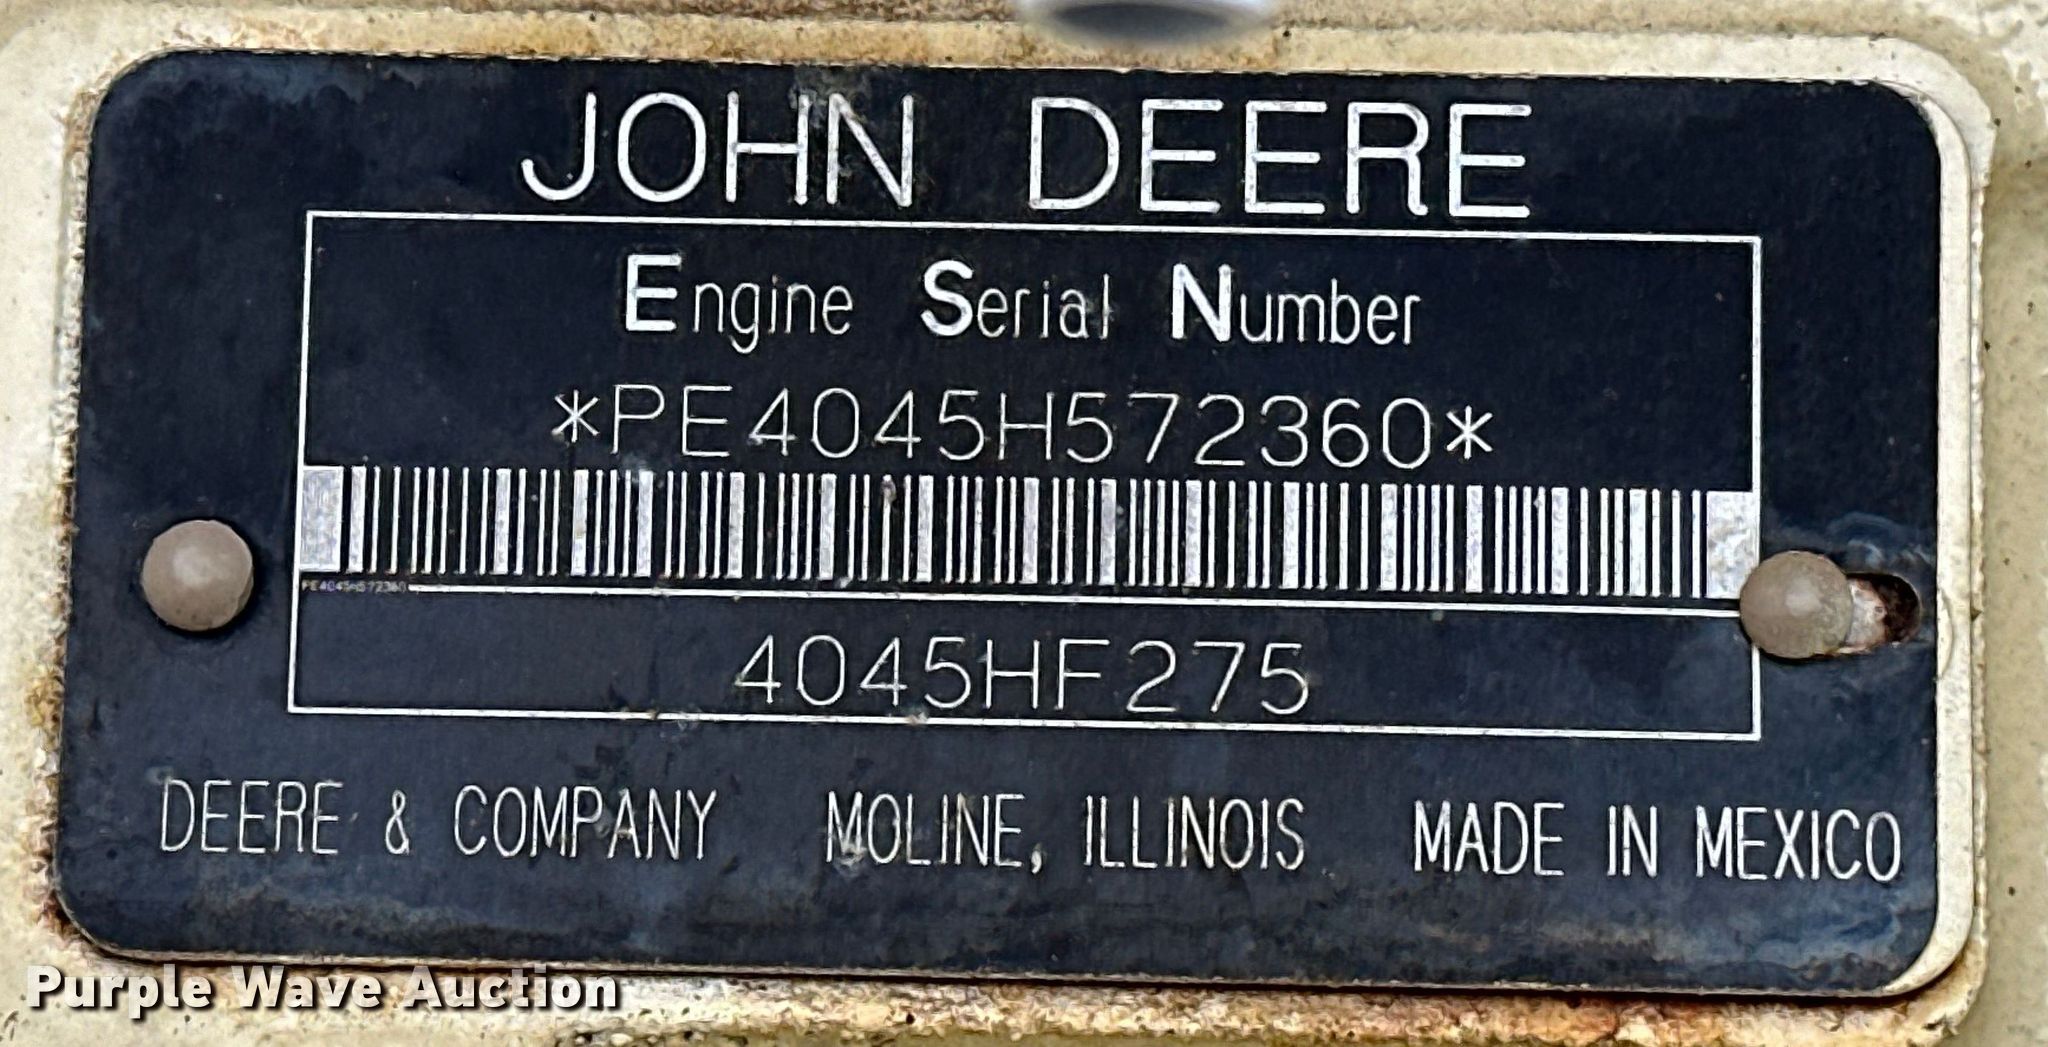 JOHN DEERE
Engine Serial Number
*PE4045H572360*
PE4045H572360
4045HF275
DEERE & COMPANY MOLINE, ILLINOIS MADE IN MEXICO
Purple Wave Auction